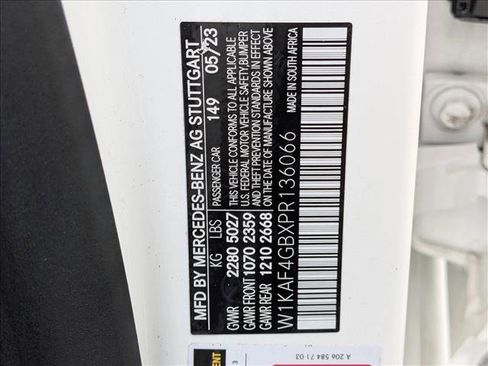 MFD BY MERCEDES-BENZ AG STUTTGART
PASSENGER CAR 149 05/23
KG LBS THIS VEHICLE CONFORMS TO ALL APPLICABLE
U.S. FEDERAL MOTOR VEHICLE SAFETY,BUMPER
GVWR 2280 5027 AND THEFT PREVENTION STANDARDS IN EFFECT
GAWR FRONT 1070 2359 ON THE DATE OF MANUFACTURE SHOWN ABOVE
GAWR REAR 1210 2668
W1KAF4GBXPR136066 MADE IN SOUTH AFRICA
A 206 584 71 03